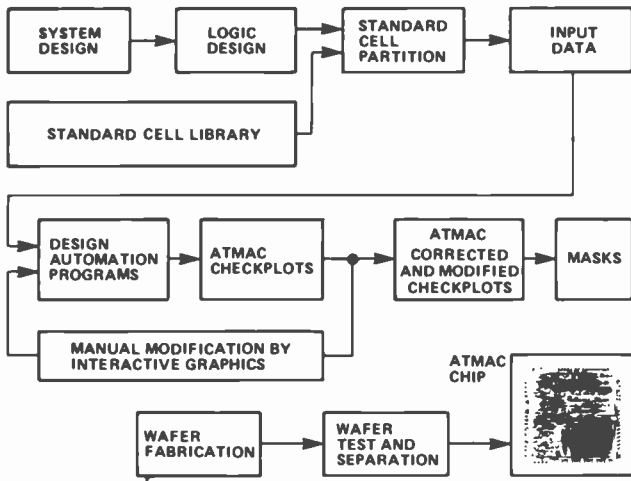 SYSTEM
DESIGN
LOGIC
DESIGN
STANDARD
CELL
PARTITION
INPUT
DATA
STANDARD CELL LIBRARY
DESIGN
AUTOMATION
PROGRAMS
ATMAC
CHECKPLOTS
ATMAC
CORRECTED
AND MODIFIED
CHECKPLOTS
MASKS
MANUAL MODIFICATION BY
INTERACTIVE GRAPHICS
ATMAC
CHIP
WAFER
FABRICATION
WAFER
TEST AND
SEPARATION